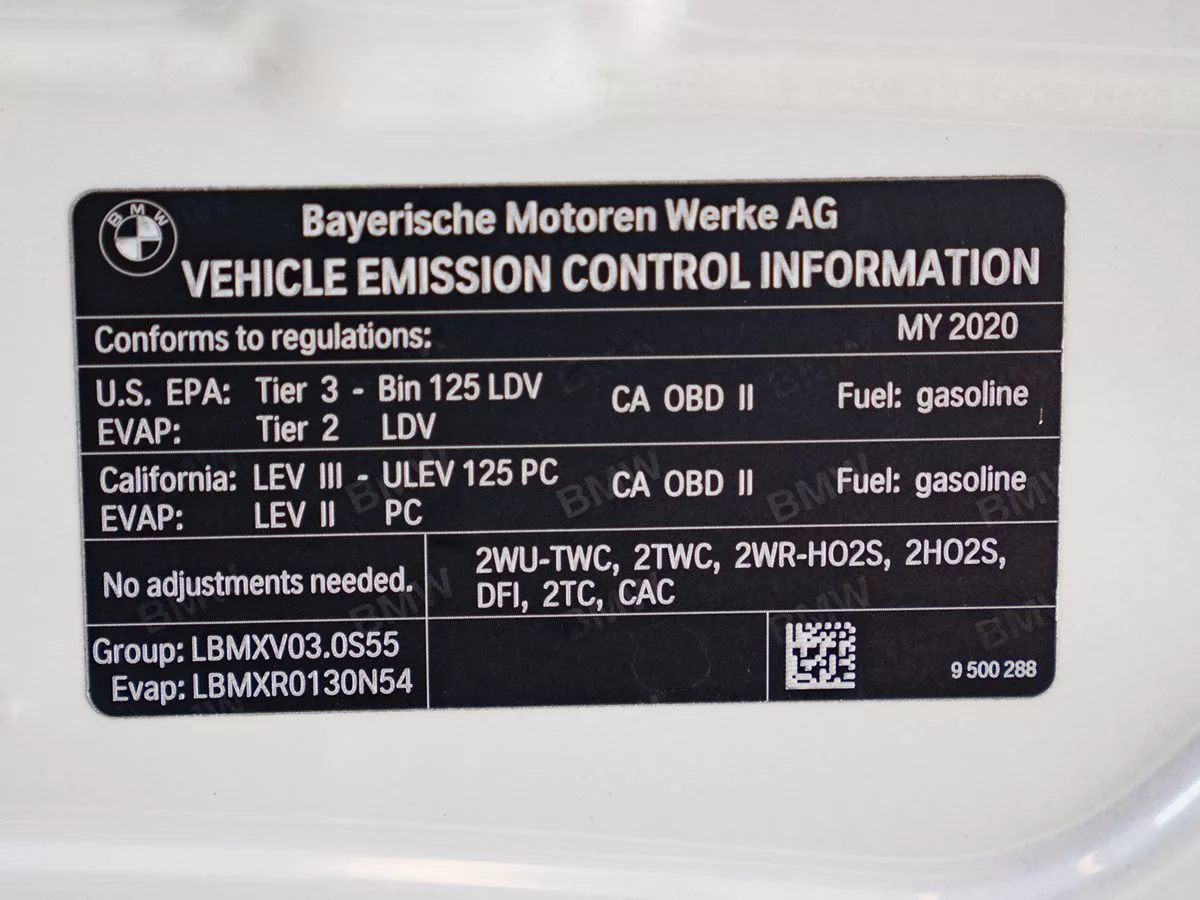 BMW
Bayerische Motoren Werke AG
VEHICLE EMISSION CONTROL INFORMATION
Conforms to regulations: MY 2020
U.S. EPA: Tier 3 - Bin 125 LDV CA OBD II Fuel: gasoline
EVAP: Tier 2 LDV
California: LEV III - ULEV 125 PC CA OBD II Fuel: gasoline
EVAP: LEV II PC
No adjustments needed.
2WU-TWC, 2TWC, 2WR-HO2S, 2HO2S,
DFI, 2TC, CAC
Group: LBMXV03.0S55
Evap: LBMXR0130N54
9 500 288